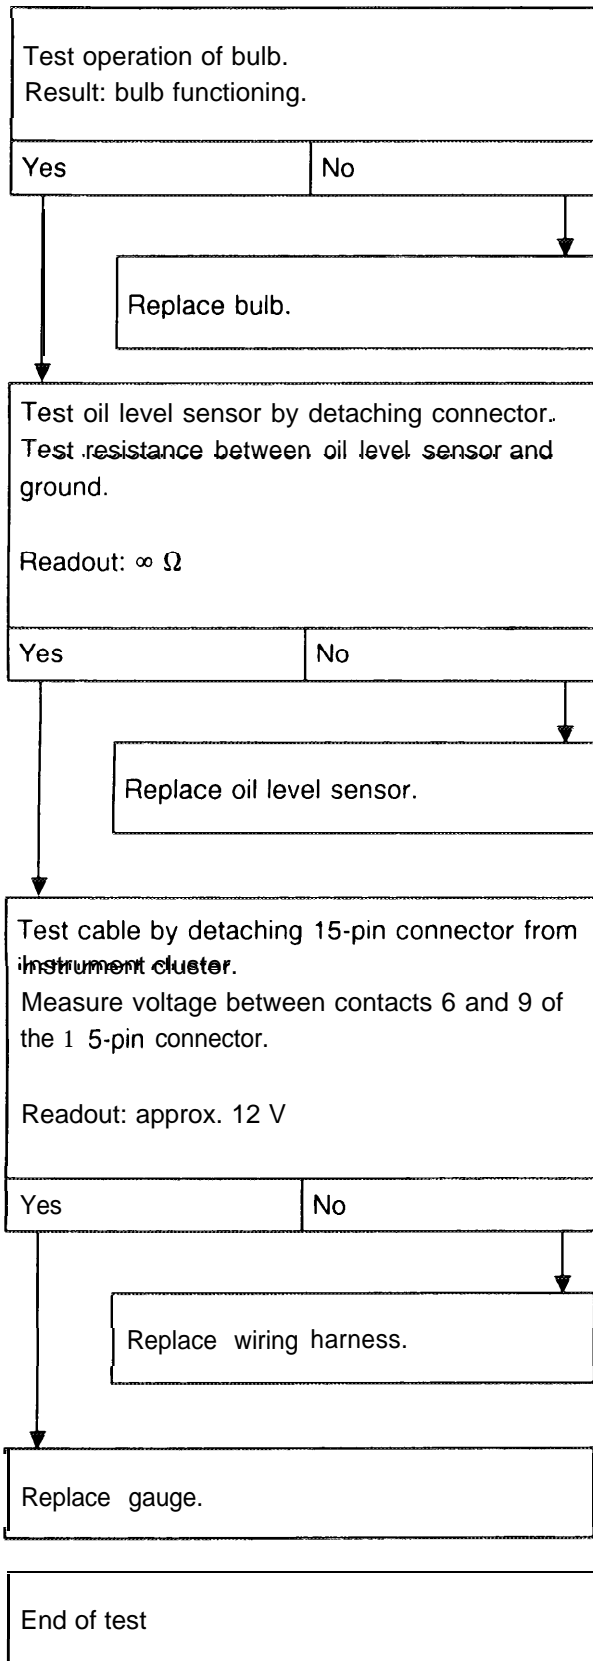 Test operation of bulb.
Result: bulb functioning.
Yes
No
Replace bulb.
Test oil level sensor by detaching connector.
Test resistance between oil level sensor and
ground.
Readout: ∞ Ω
Yes
No
Replace oil level sensor.
Test cable by detaching 15-pin connector from
instrument cluster.
Measure voltage between contacts 6 and 9 of
the 1 5-pin connector.
Readout: approx. 12 V
Yes
No
Replace wiring harness.
Replace gauge.
End of test